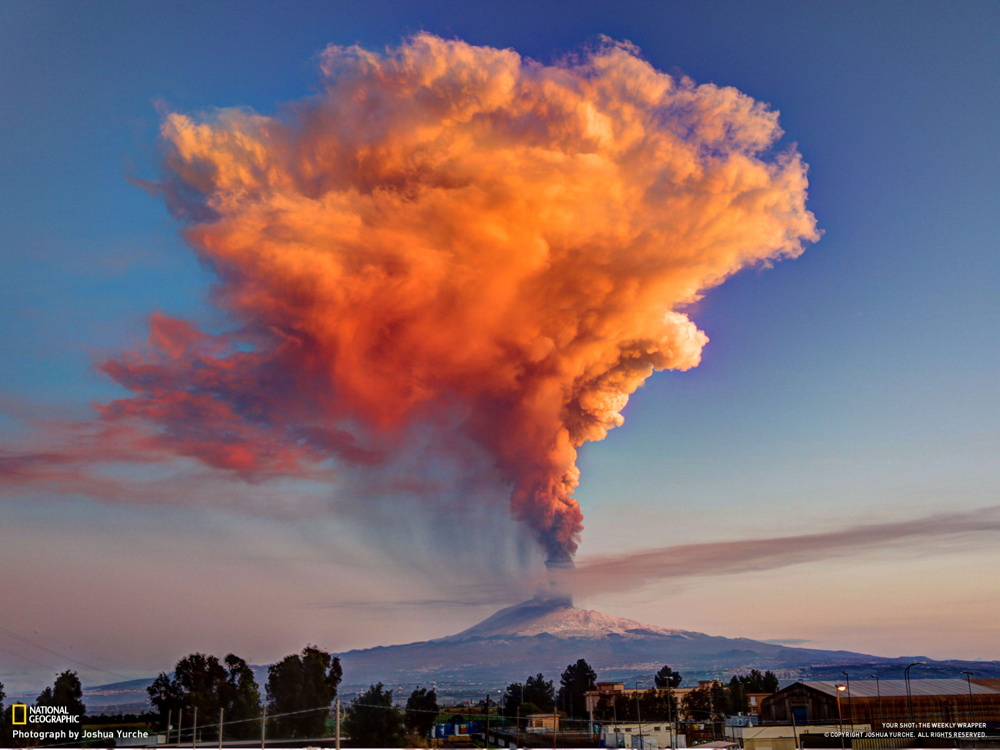 NATIONAL
GEOGRAPHIC
Photograph by Joshua Yurche
YOUR SHOT: THE WEEKLY WRAPPER
© COPYRIGHT JOSHUA YURCHE. ALL RIGHTS RESERVED.